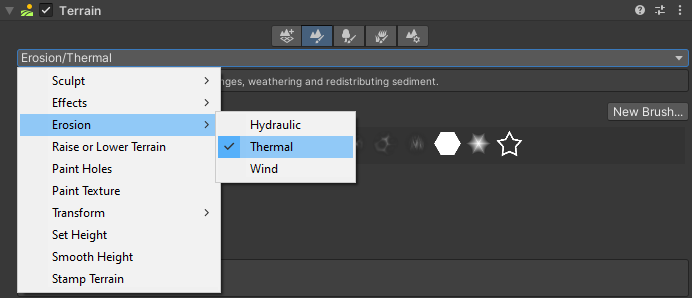 Terrain
Erosion/Thermal
nges, weathering and redistributing sediment.
New Brush...
Sculpt
Effects
Erosion
Raise or Lower Terrain
Paint Holes
Paint Texture
Transform
Set Height
Smooth Height
Stamp Terrain
Hydraulic
Thermal
Wind